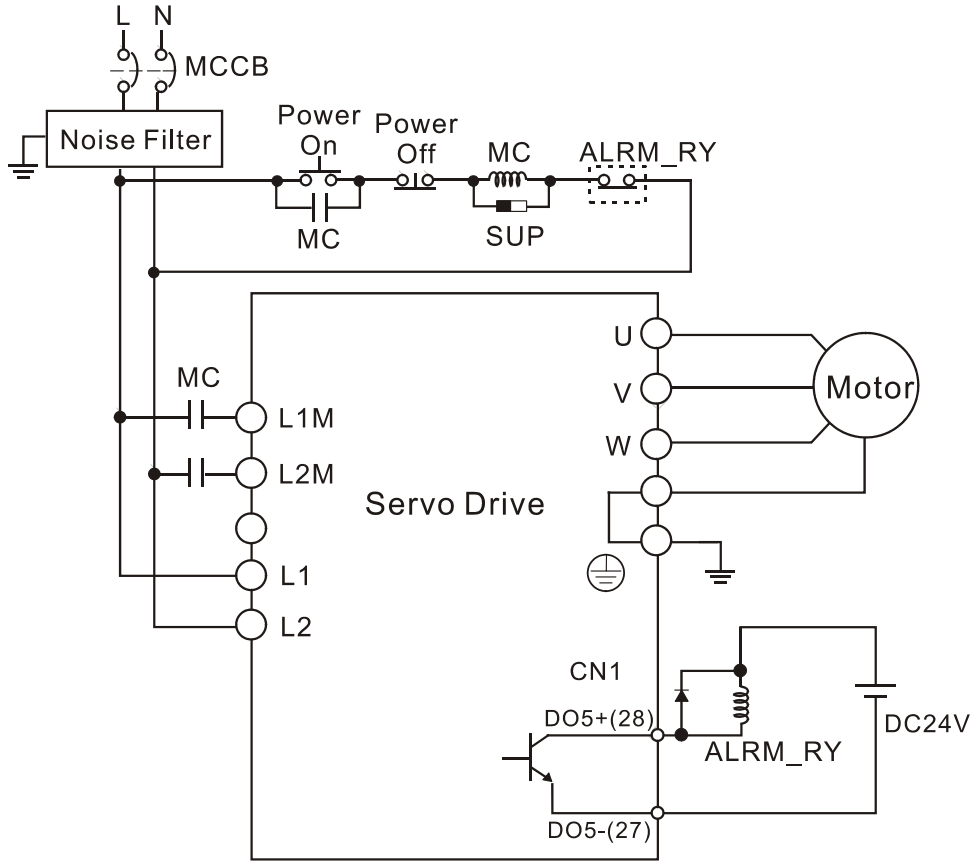 L N
MCCB
Noise Filter
Power
On
Power
Off
MC
ALRM_RY
MC
SUP
MC
L1M
L2M
L1
L2
Servo Drive
U
V
W
Motor
CN1
DO5+(28)
DO5-(27)
ALRM_RY
DC24V